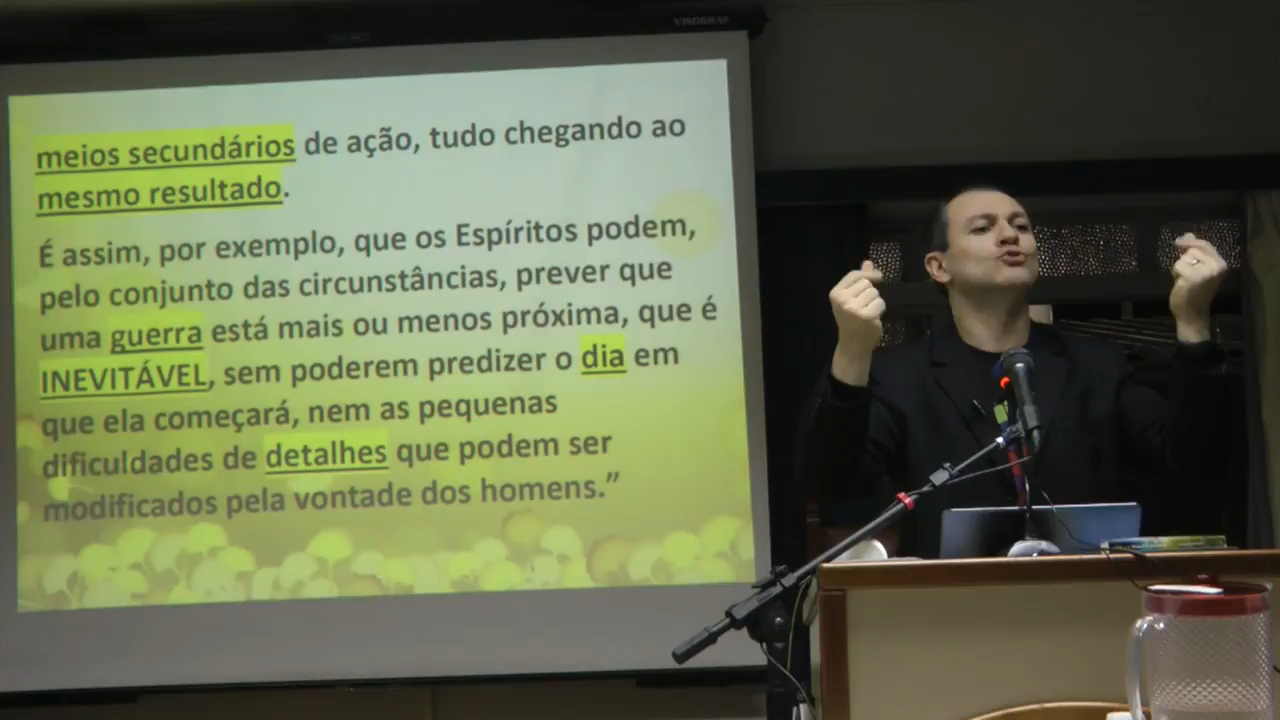 VISOGRAF
meios secundários de ação, tudo chegando ao
mesmo resultado.
É assim, por exemplo, que os Espíritos podem,
pelo conjunto das circunstâncias, prever que
uma guerra está mais ou menos próxima, que é
INEVITÁVEL, sem poderem predizer o dia em
que ela começará, nem as pequenas
dificuldades de detalhes que podem ser
modificados pela vontade dos homens.”